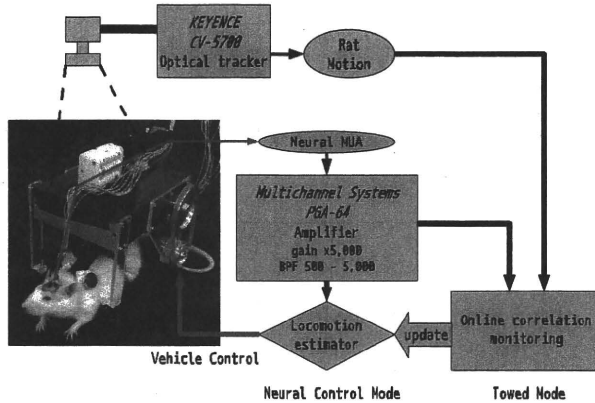 KEYENCE
CV-5700
Optical tracker
Rat
Motion
Neural MUA
Multichannel Systems
PGA-64
Amplifier
gain x5,000
BPF 500 - 5,000
Locomotion
estimator
update
Online correlation
monitoring
Vehicle Control
Neural Control Mode
Towed Mode